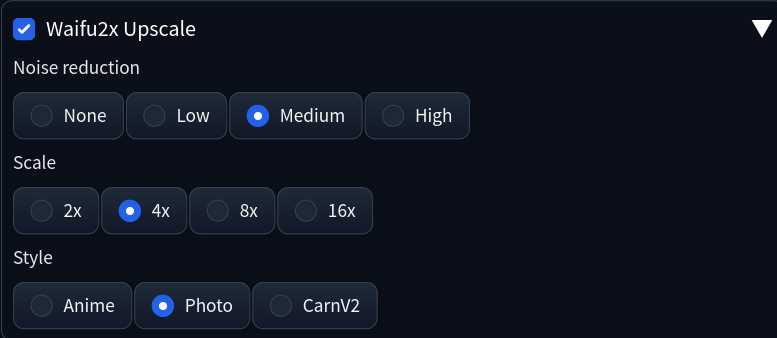 Waifu2x Upscale
Noise reduction
None Low Medium High
Scale
2x 4x 8x 16x
Style
Anime Photo CarnV2